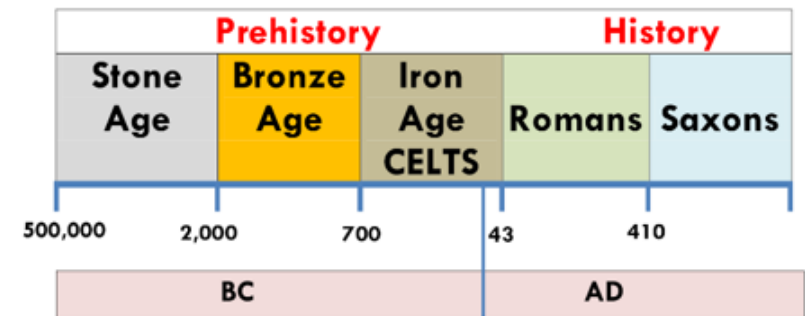 Prehistory History
Stone Age
Bronze Age
Iron Age CELTS
Romans
Saxons
500,000 2,000 700 43 410
BC AD